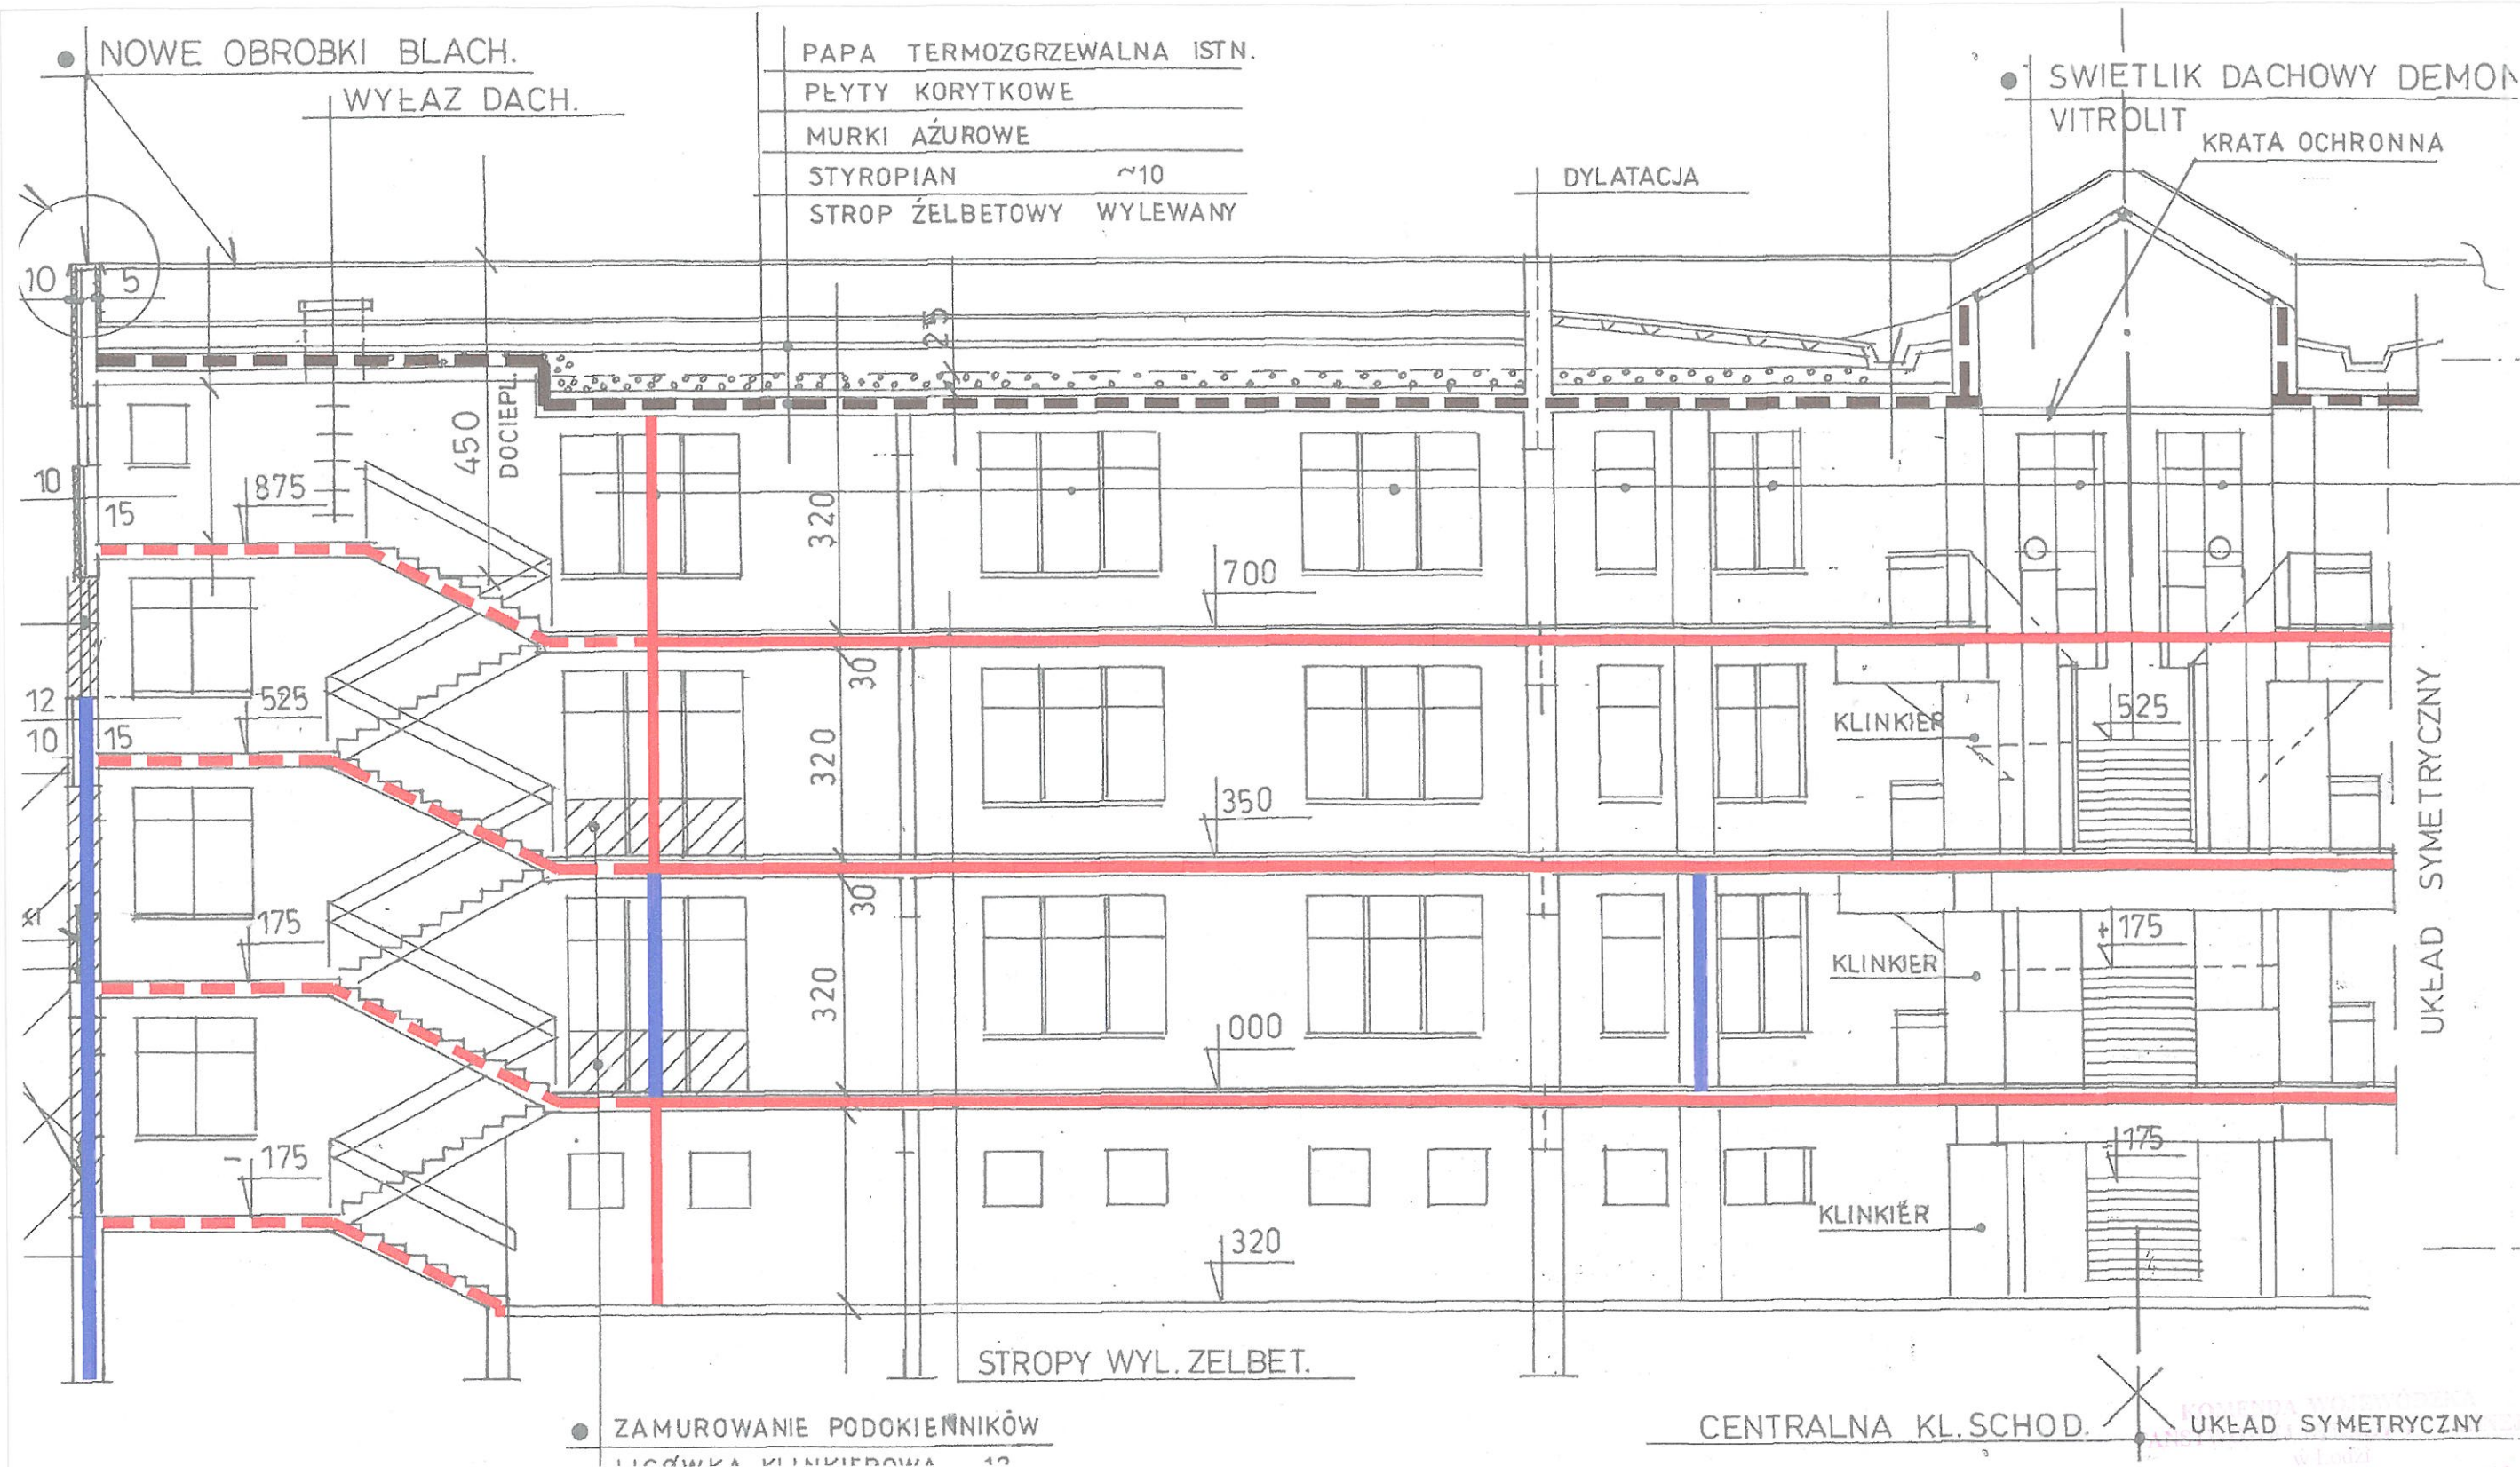 NOWE OBROBKI BLACH.
WYŁAZ DACH.
PAPA TERMOZGRZEWALNA ISTN.
PŁYTY KORYTKOWE
MURKI AŻUROWE
STYROPIAN ~10
STROP ŻELBETOWY WYLEWANY
DYLATACJA
SWIETLIK DACHOWY DEMON
VITROLIT
KRATA OCHRONNA
10 5
25
450
DOCIEPL.
10
15
875
320
700
30
12
10
15
525
320
350
KLINKIER
525
UKŁAD SYMETRYCZNY
30
175
320
000
KLINKIER
+175
- 175
320
KLINKIER
-175
STROPY WYL. ZELBET.
ZAMUROWANIE PODOKIENNIKÓW
LICÓWKA KLINKIEROWA 12
CENTRALNA KL. SCHOD.
UKŁAD SYMETRYCZNY